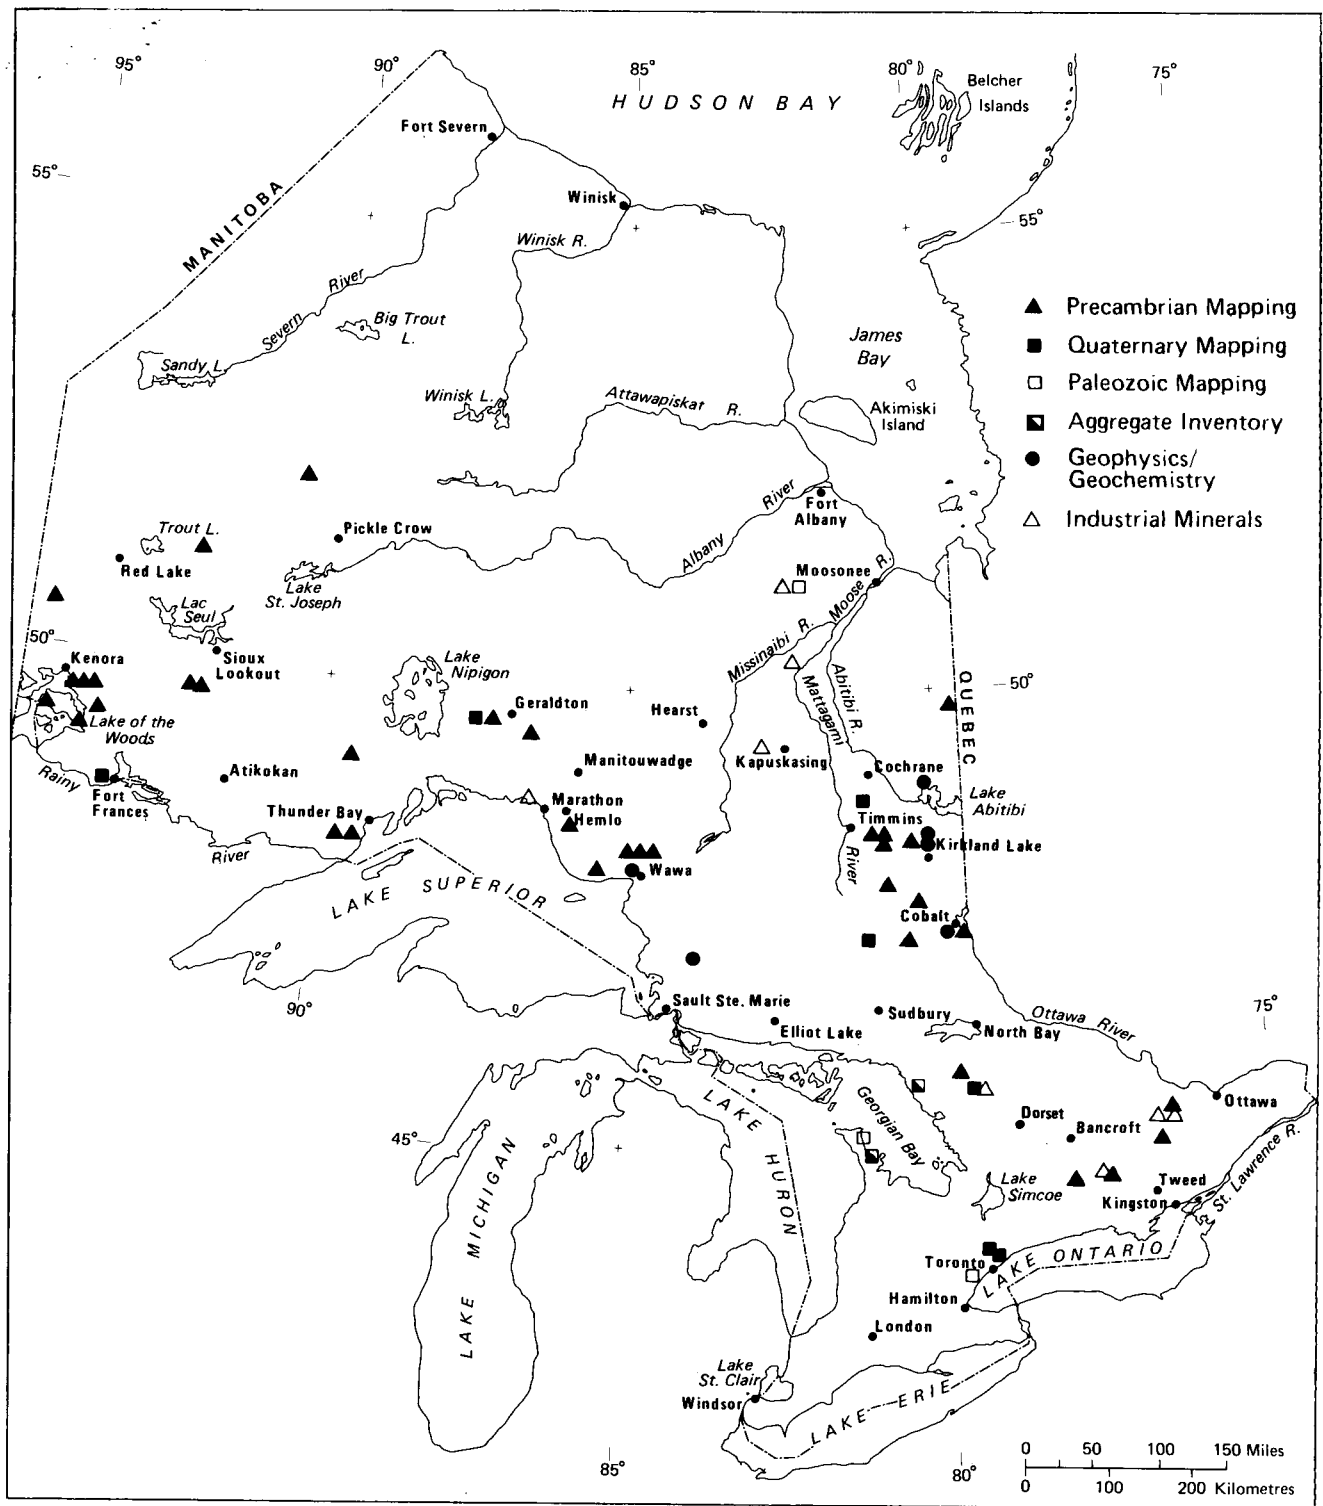 95°
90°
85°
80°
75°
HUDSON BAY
Belcher
Islands
Fort Severn
55°
MANITOBA
Winisk
55°
Winisk R.
Severn River
Big Trout
L.
Sandy L.
Winisk L.
Attawapiskat R.
James
Bay
Akimiski
Island
Precambrian Mapping
Quaternary Mapping
Paleozoic Mapping
Aggregate Inventory
Geophysics/
Geochemistry
Industrial Minerals
Albany River
Fort
Albany
Trout L.
Pickle Crow
Red Lake
Lake
St. Joseph
Moosonee
Moose R.
Lac
Seul
Missinaibi R.
50°
Kenora
Sioux
Lookout
Lake
Nipigon
Geraldton
Hearst
Mattagami
River
Abitibi R.
QUEBEC
50°
Lake of the
Woods
Rainy
River
Atikokan
Manitouwadge
Kapuskasing
Cochrane
Lake
Abitibi
Fort
Frances
Thunder Bay
Marathon
Hemlo
Timmins
Kirkland Lake
Wawa
LAKE SUPERIOR
Cobalt
90°
Sault Ste. Marie
Elliot Lake
Sudbury
North Bay
Ottawa River
75°
Georgian Bay
Dorset
Bancroft
Ottawa
45°
LAKE MICHIGAN
LAKE HURON
Lake
Simcoe
Tweed
Kingston
St. Lawrence R.
Toronto
LAKE ONTARIO
Hamilton
London
Lake
St. Clair
Windsor
LAKE ERIE
85°
80°
0 50 100 150 Miles
0 100 200 Kilometres